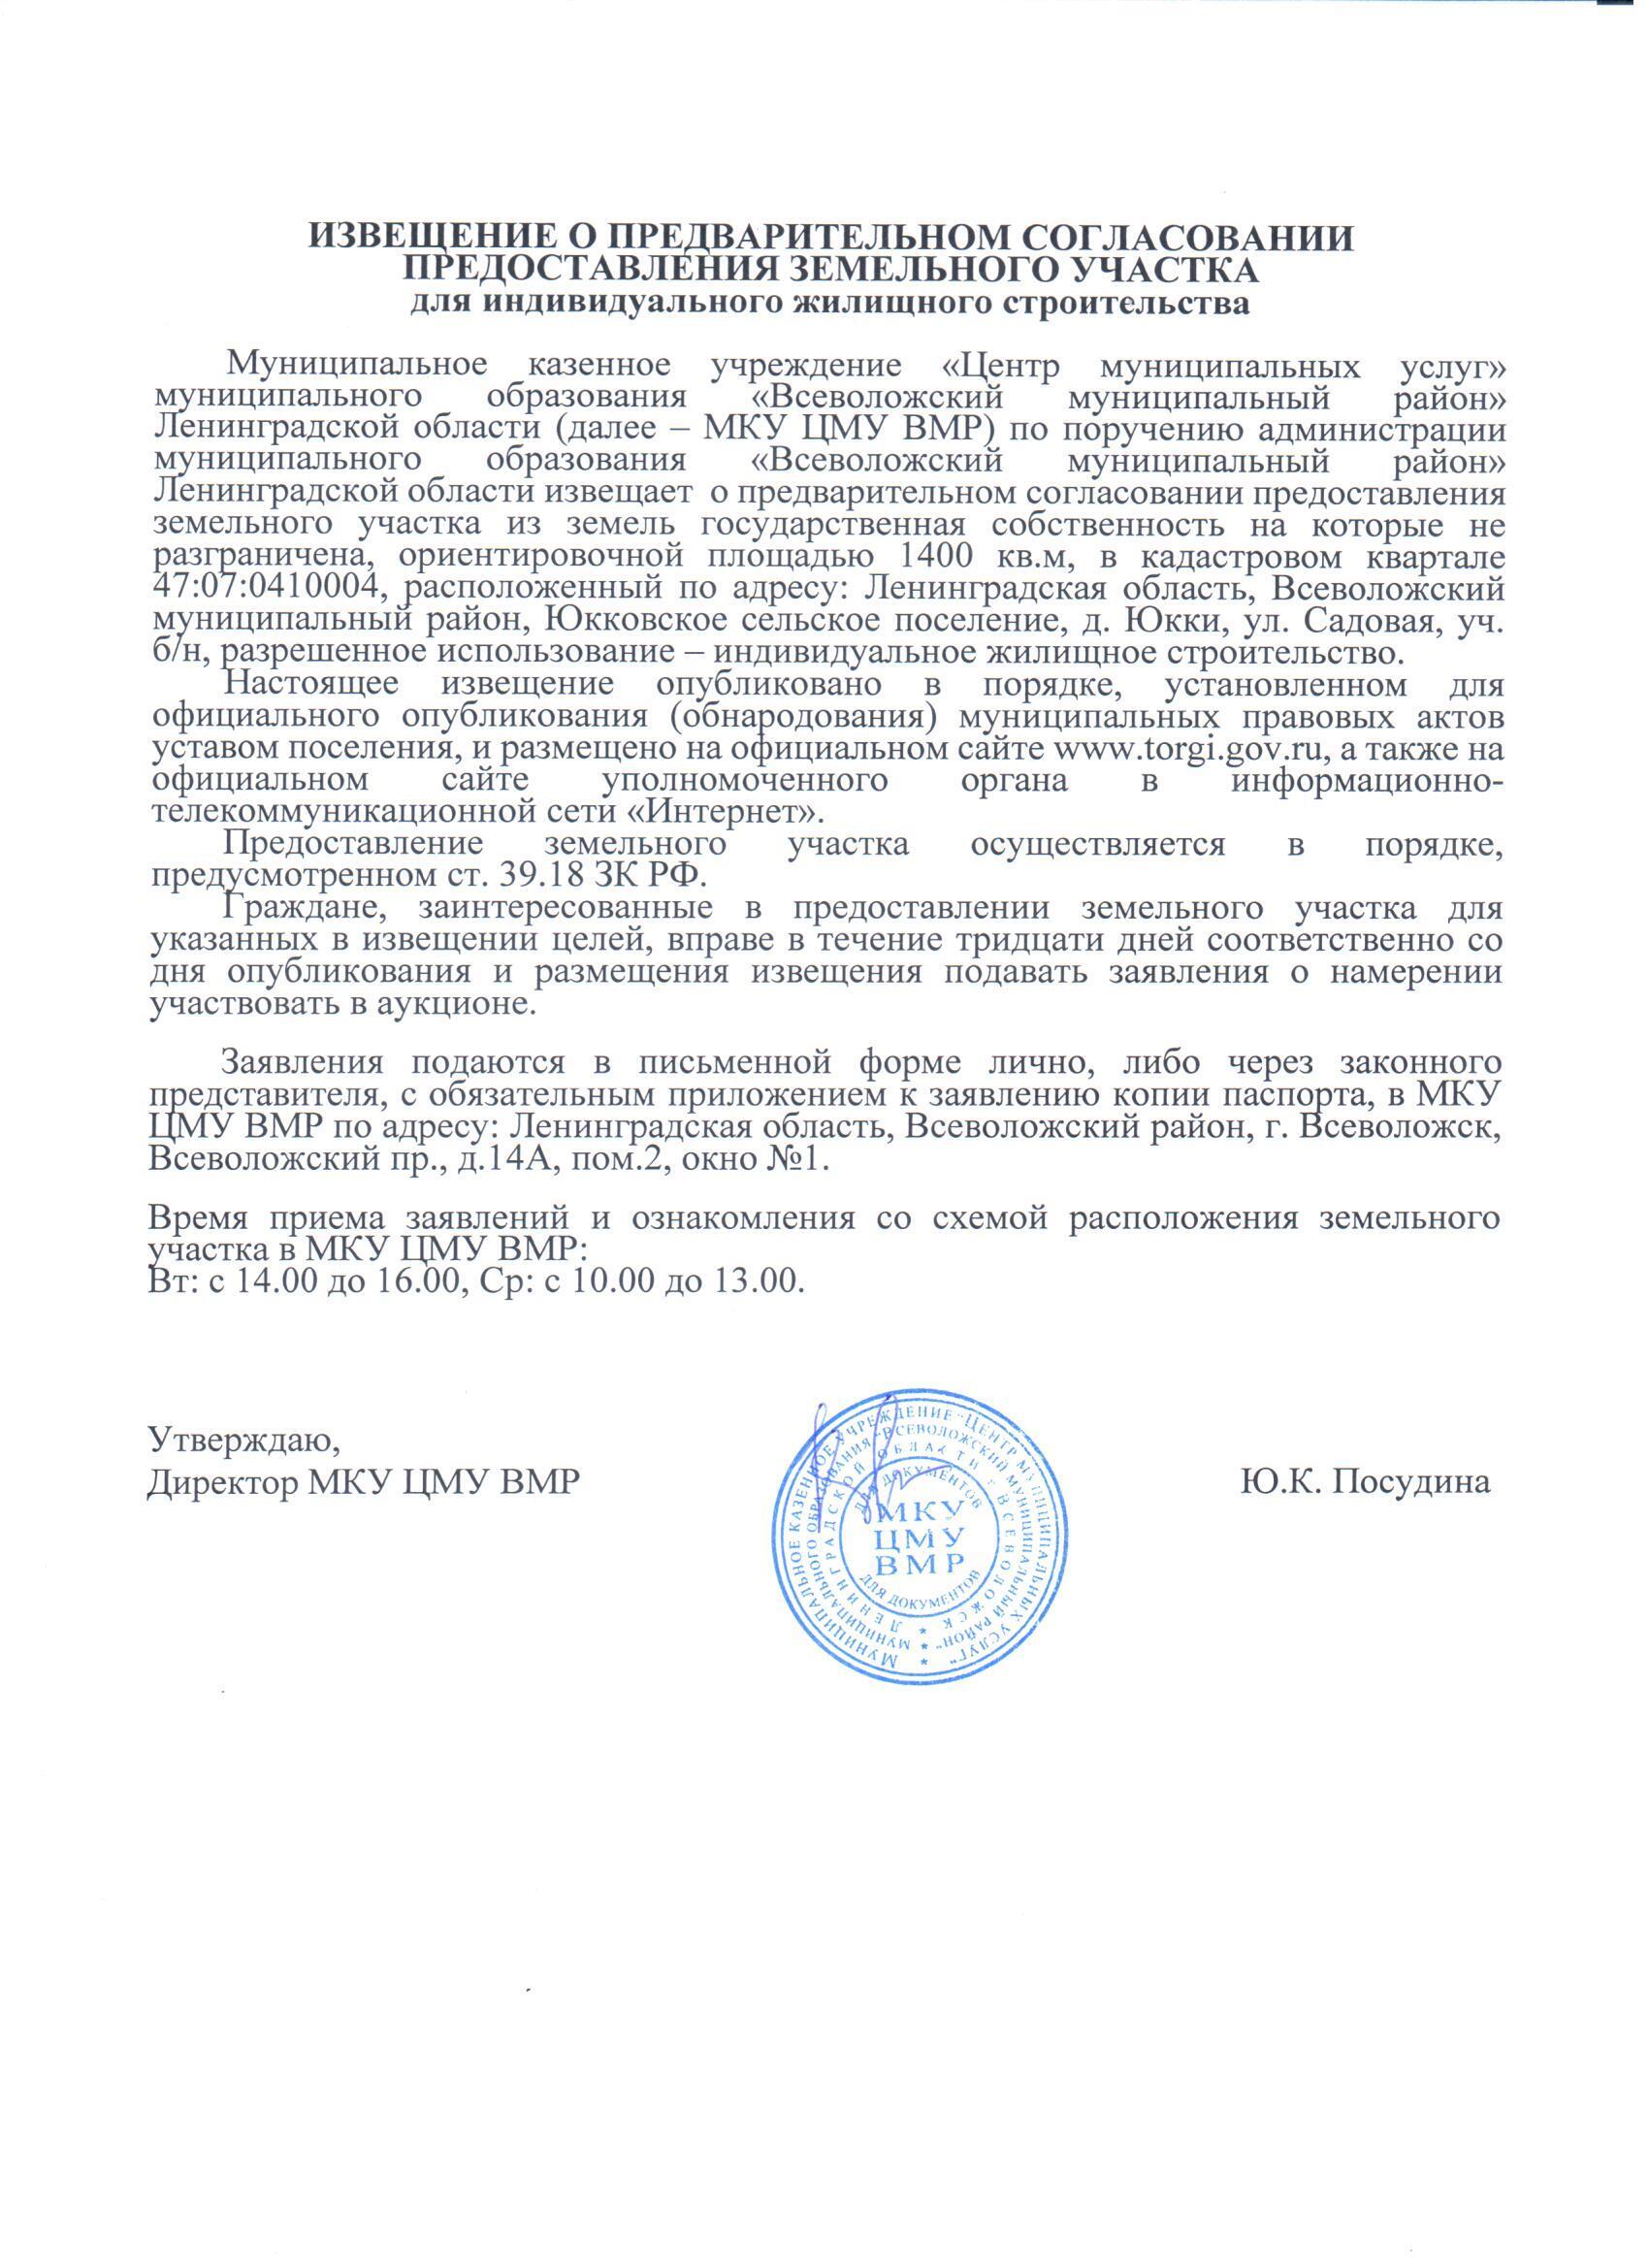 ИЗВЕЩЕНИЕ О ПРЕДВАРИТЕЛЬНОМ СОГЛАСОВАНИИ
ПРЕДОСТАВЛЕНИЯ ЗЕМЕЛЬНОГО УЧАСТКА
для индивидуального жилищного строительства
Муниципальное казенное учреждение «Центр муниципальных услуг»
муниципального образования «Всеволожский муниципальный район»
Ленинградской области (далее – МКУ ЦМУ ВМР) по поручению администрации
муниципального образования «Всеволожский муниципальный район»
Ленинградской области извещает о предварительном согласовании предоставления
земельного участка из земель государственная собственность на которые не
разграничена, ориентировочной площадью 1400 кв.м, в кадастровом квартале
47:07:0410004, расположенный по адресу: Ленинградская область, Всеволожский
муниципальный район, Юкковское сельское поселение, д. Юкки, ул. Садовая, уч.
б/н, разрешенное использование – индивидуальное жилищное строительство.
Настоящее извещение опубликовано в порядке, установленном для
официального опубликования (обнародования) муниципальных правовых актов
уставом поселения, и размещено на официальном сайте www.torgi.gov.ru, а также на
официальном сайте уполномоченного органа в информационно-
телекоммуникационной сети «Интернет».
Предоставление земельного участка осуществляется в порядке,
предусмотренном ст. 39.18 ЗК РФ.
Граждане, заинтересованные в предоставлении земельного участка для
указанных в извещении целей, вправе в течение тридцати дней соответственно со
дня опубликования и размещения извещения подавать заявления о намерении
участвовать в аукционе.
Заявления подаются в письменной форме лично, либо через законного
представителя, с обязательным приложением к заявлению копии паспорта, в МКУ
ЦМУ ВМР по адресу: Ленинградская область, Всеволожский район, г. Всеволожск,
Всеволожский пр., д.14А, пом.2, окно №1.
Время приема заявлений и ознакомления со схемой расположения земельного
участка в МКУ ЦМУ ВМР:
Вт: с 14.00 до 16.00, Ср: с 10.00 до 13.00.
Утверждаю,
Директор МКУ ЦМУ ВМР Ю.К. Посудина
МУНИЦИПАЛЬНОЕ КАЗЕННОЕ УЧРЕЖДЕНИЕ "ЦЕНТР МУНИЦИПАЛЬНЫХ УСЛУГ"
МУНИЦИПАЛЬНОГО ОБРАЗОВАНИЯ "ВСЕВОЛОЖСКИЙ МУНИЦИПАЛЬНЫЙ РАЙОН"
ЛЕНИНГРАДСКОЙ ОБЛАСТИ г. ВСЕВОЛОЖСК
ДЛЯ ДОКУМЕНТОВ
МКУ
ЦМУ
ВМР
ДЛЯ ДОКУМЕНТОВ